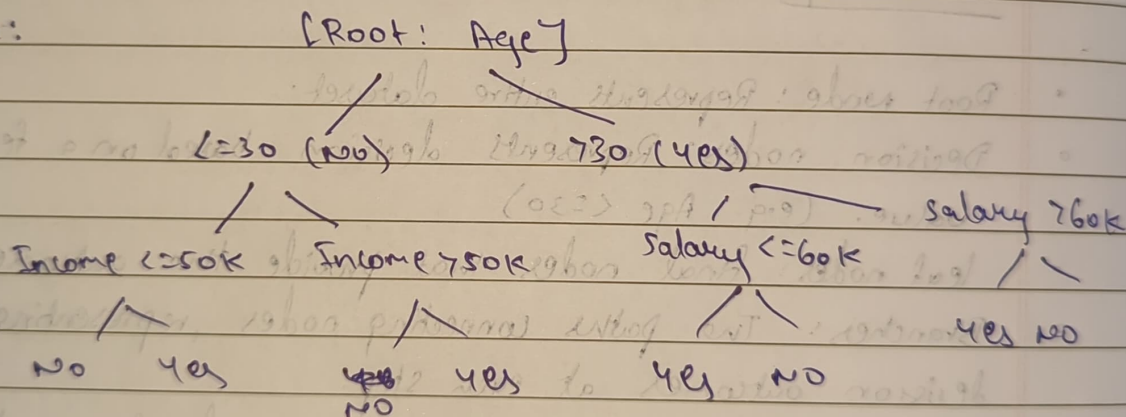 :
[Root: Age]
<=30 (No) >30 (Yes)
Salary >60K
Income <=50K Income >50K Salary <=60K
Yes No
No Yes Yes Yes No
No